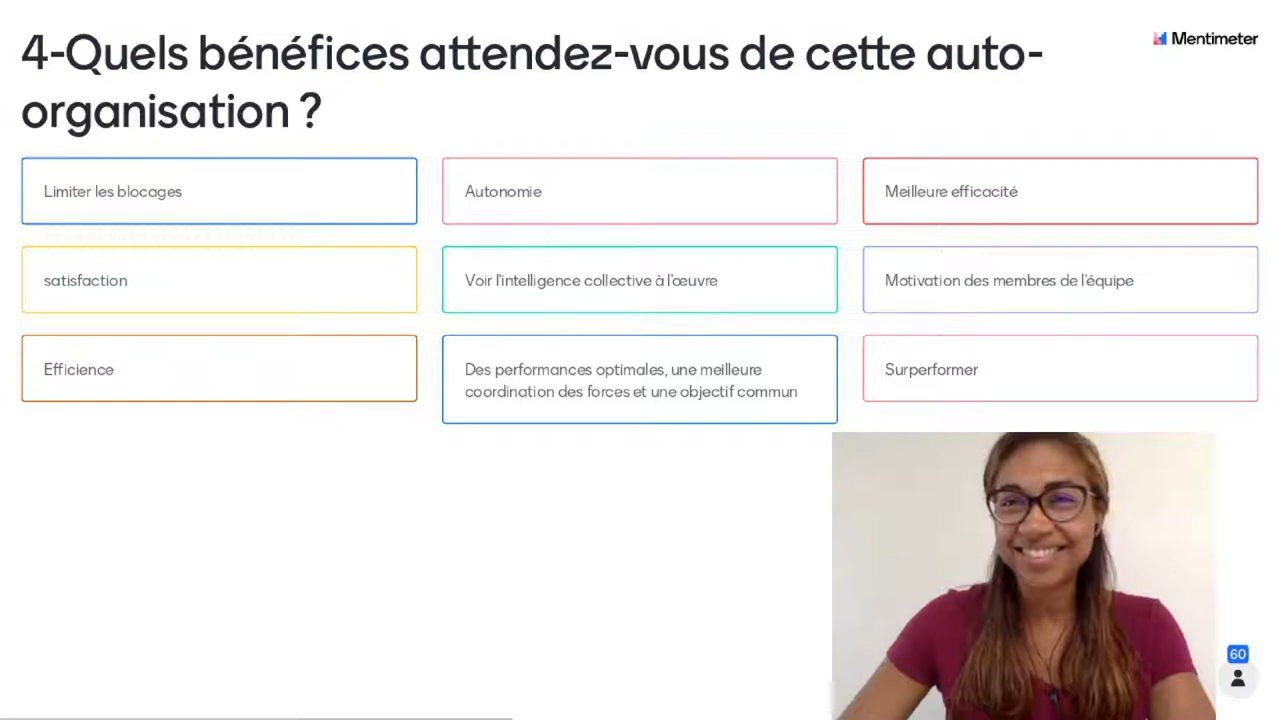 4-Quels bénéfices attendez-vous de cette auto-
organisation ?
Mentimeter
Limiter les blocages
Autonomie
Meilleure efficacité
satisfaction
Voir l'intelligence collective à l'œuvre
Motivation des membres de l'équipe
Efficience
Des performances optimales, une meilleure
coordination des forces et une objectif commun
Surperformer
60